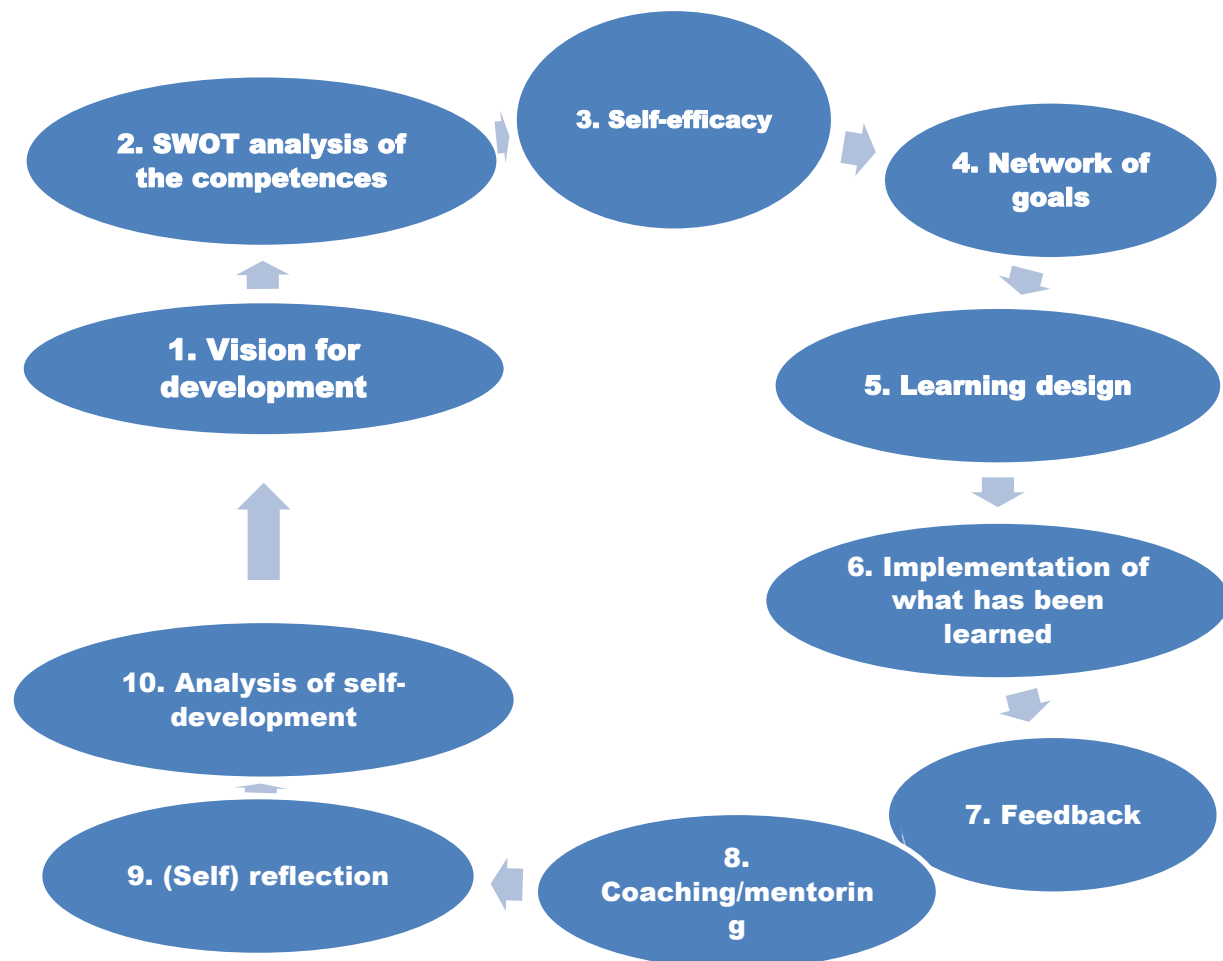 1. Vision for
development
2. SWOT analysis of
the competences
3. Self-efficacy
4. Network of
goals
5. Learning design
6. Implementation of
what has been
learned
7. Feedback
8.
Coaching/mentorin
g
9. (Self) reflection
10. Analysis of self-
development